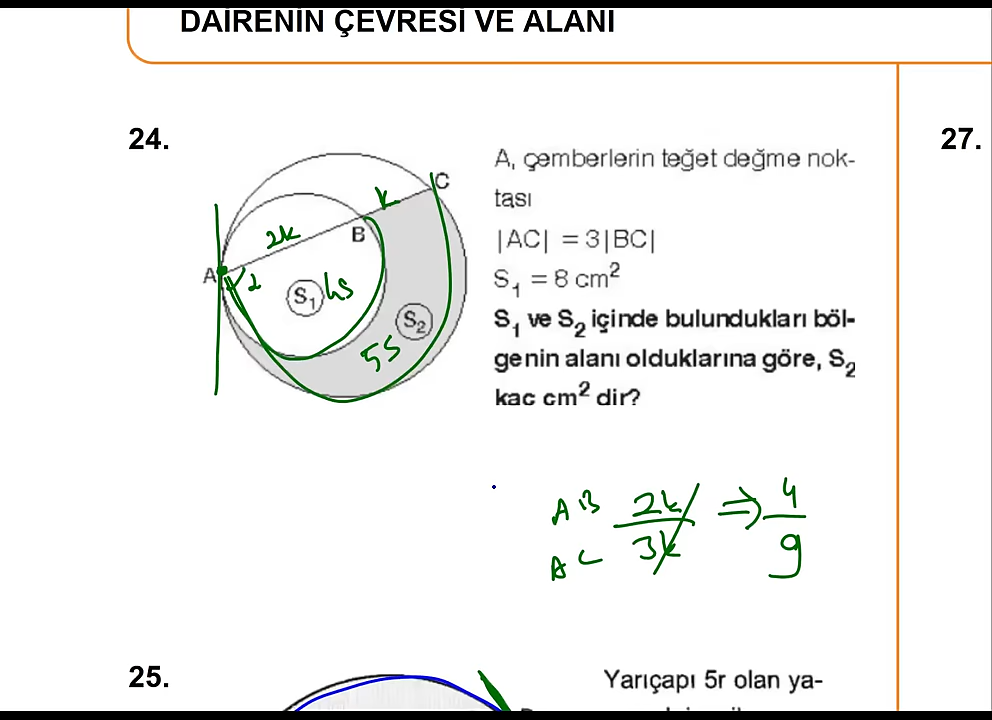 DAİRENİN ÇEVRESİ VE ALANI
24.
A, çemberlerin teğet değme nok-
tası
|AC| = 3|BC|
S1 = 8 cm²
S1 ve S2 içinde bulundukları böl-
genin alanı olduklarına göre, S2
kaç cm² dir?
C
k
2k
B
A
2
S1 4S
S2
5S
AB 2k ⇒ 4
AC 3k 9
27.
25.
Yarıçapı 5r olan ya-